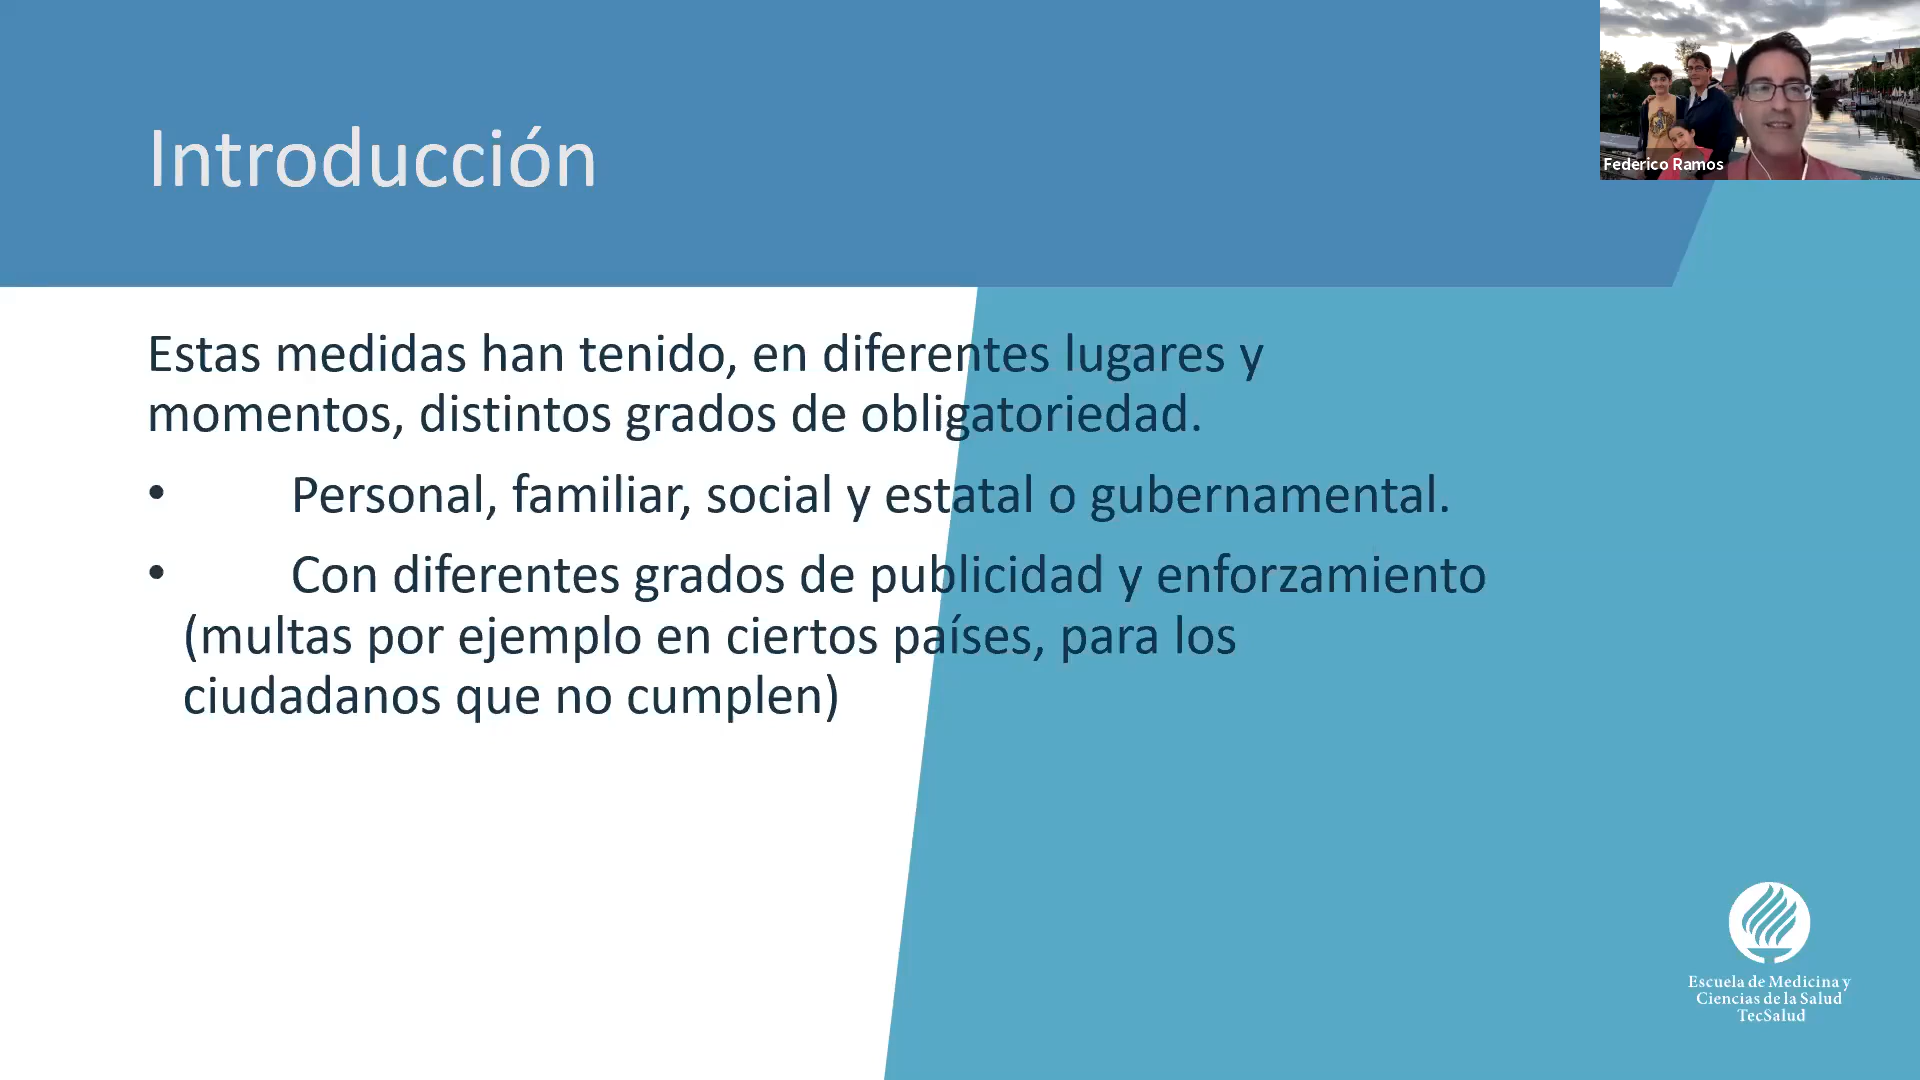 Introducción
Federico Ramos
Estas medidas han tenido, en diferentes lugares y
momentos, distintos grados de obligatoriedad.
• Personal, familiar, social y estatal o gubernamental.
• Con diferentes grados de publicidad y enforzamiento
(multas por ejemplo en ciertos países, para los
ciudadanos que no cumplen)
Escuela de Medicina y
Ciencias de la Salud
TecSalud